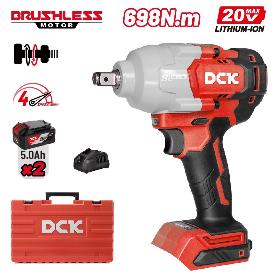 BRUSHLESS
MOTOR
698N.m
20V MAX
LITHIUM-ION
4
DCK
5.0Ah
x2
DCK